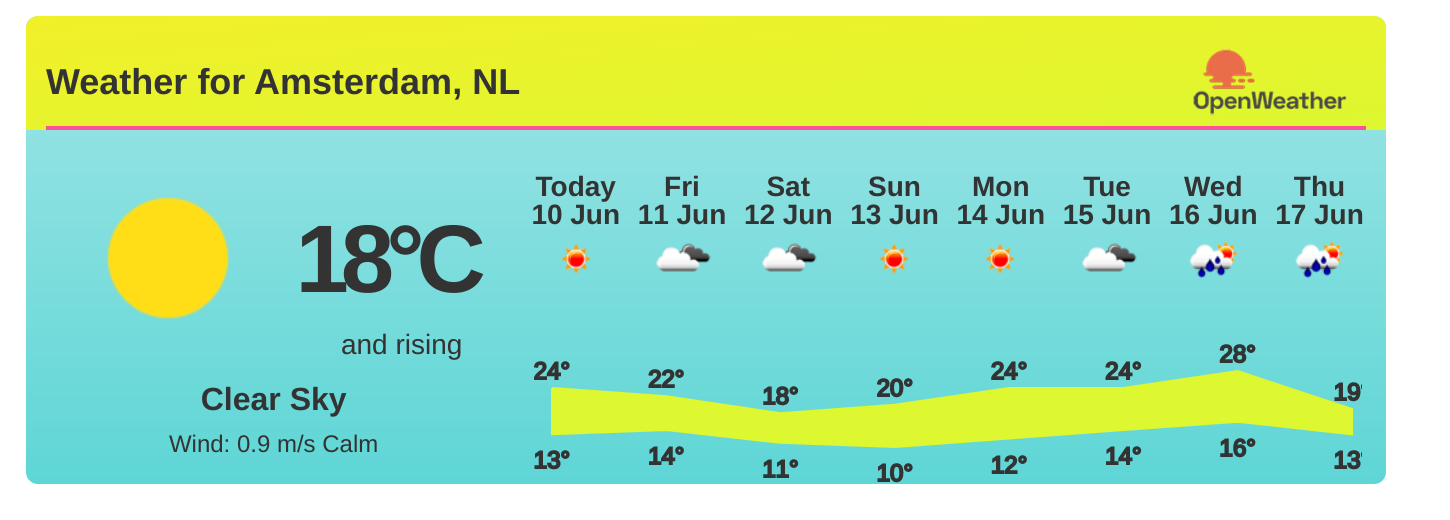 Weather for Amsterdam, NL
OpenWeather
18°C
and rising
Clear Sky
Wind: 0.9 m/s Calm
Today Fri Sat Sun Mon Tue Wed Thu
10 Jun 11 Jun 12 Jun 13 Jun 14 Jun 15 Jun 16 Jun 17 Jun
24° 22° 18° 20° 24° 24° 28° 19
13° 14° 11° 10° 12° 14° 16° 13